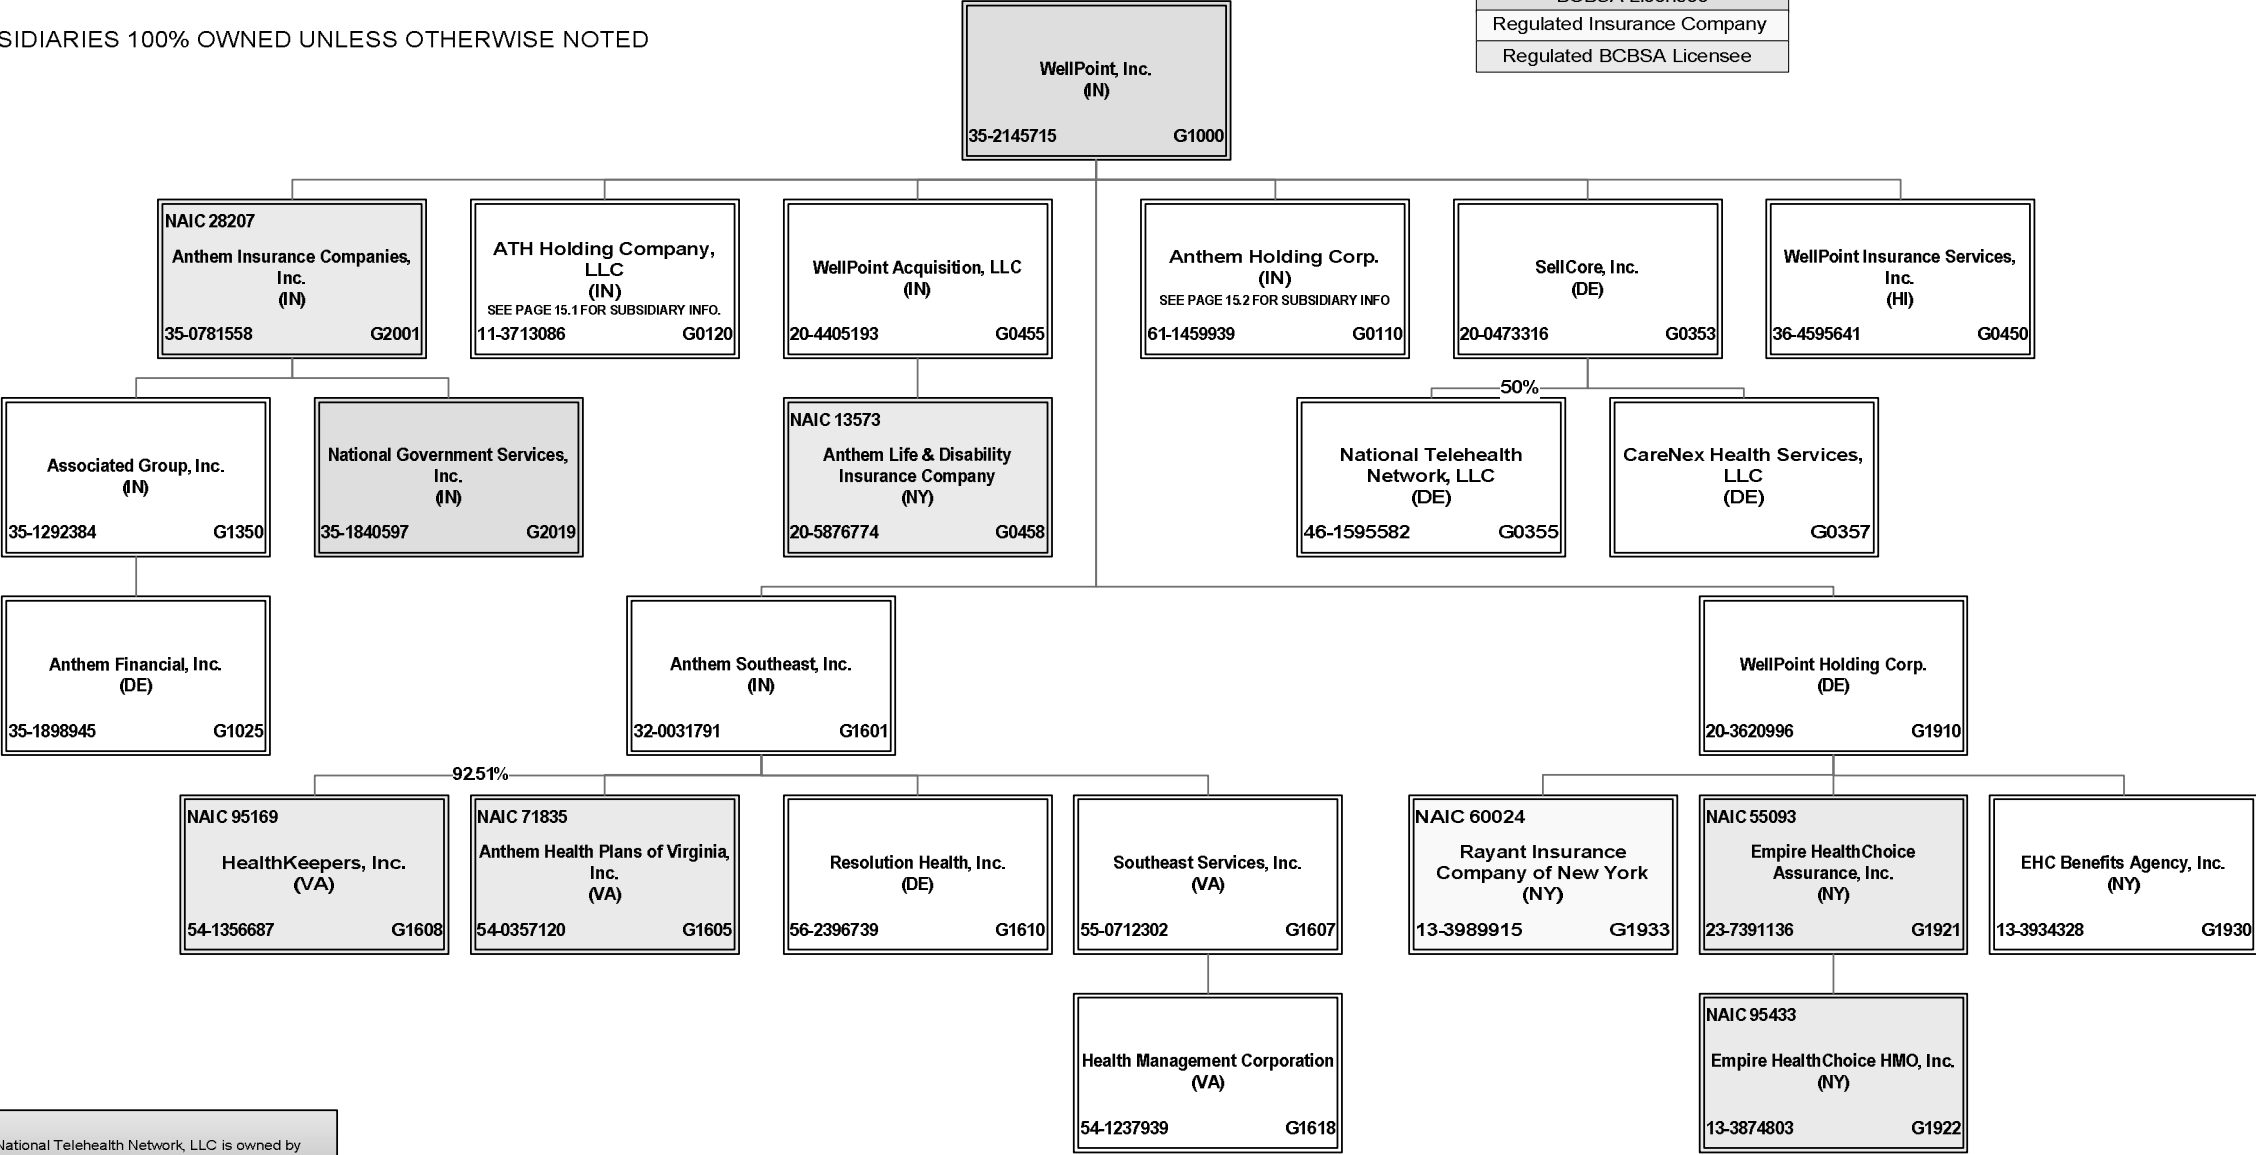 SIDIARIES 100% OWNED UNLESS OTHERWISE NOTED
BCBSA Licensee
Regulated Insurance Company
Regulated BCBSA Licensee
WellPoint, Inc.
(IN)
35-2145715 G1000
NAIC 28207
Anthem Insurance Companies,
Inc.
(IN)
35-0781558 G2001
ATH Holding Company,
LLC
(IN)
SEE PAGE 15.1 FOR SUBSIDIARY INFO.
11-3713086 G0120
WellPoint Acquisition, LLC
(IN)
20-4405193 G0455
Anthem Holding Corp.
(IN)
SEE PAGE 15.2 FOR SUBSIDIARY INFO
61-1459939 G0110
SellCore, Inc.
(DE)
20-0473316 G0353
WellPoint Insurance Services,
Inc.
(HI)
36-4595641 G0450
50%
Associated Group, Inc.
(IN)
35-1292384 G1350
National Government Services,
Inc.
(IN)
35-1840597 G2019
NAIC 13573
Anthem Life & Disability
Insurance Company
(NY)
20-5876774 G0458
National Telehealth
Network, LLC
(DE)
46-1595582 G0355
CareNex Health Services,
LLC
(DE)
G0357
Anthem Financial, Inc.
(DE)
35-1898945 G1025
Anthem Southeast, Inc.
(IN)
32-0031791 G1601
WellPoint Holding Corp.
(DE)
20-3620996 G1910
92.51%
NAIC 95169
HealthKeepers, Inc.
(VA)
54-1356687 G1608
NAIC 71835
Anthem Health Plans of Virginia,
Inc.
(VA)
54-0357120 G1605
Resolution Health, Inc.
(DE)
56-2396739 G1610
Southeast Services, Inc.
(VA)
55-0712302 G1607
NAIC 60024
Rayant Insurance
Company of New York
(NY)
13-3989915 G1933
NAIC 55093
Empire HealthChoice
Assurance, Inc.
(NY)
23-7391136 G1921
EHC Benefits Agency, Inc.
(NY)
13-3934328 G1930
Health Management Corporation
(VA)
54-1237939 G1618
NAIC 95433
Empire HealthChoice HMO, Inc.
(NY)
13-3874803 G1922
National Telehealth Network, LLC is owned by